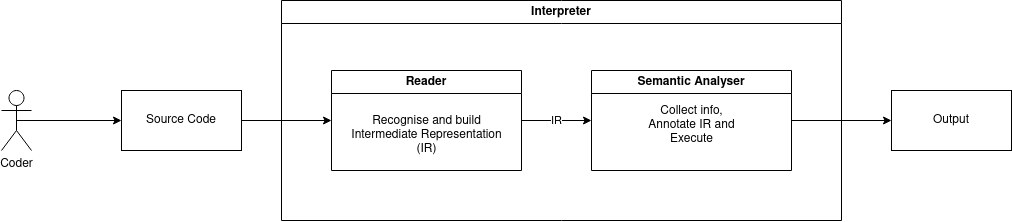 Interpreter
Coder
Source Code
Reader
Recognise and build
Intermediate Representation
(IR)
IR
Semantic Analyser
Collect info,
Annotate IR and
Execute
Output